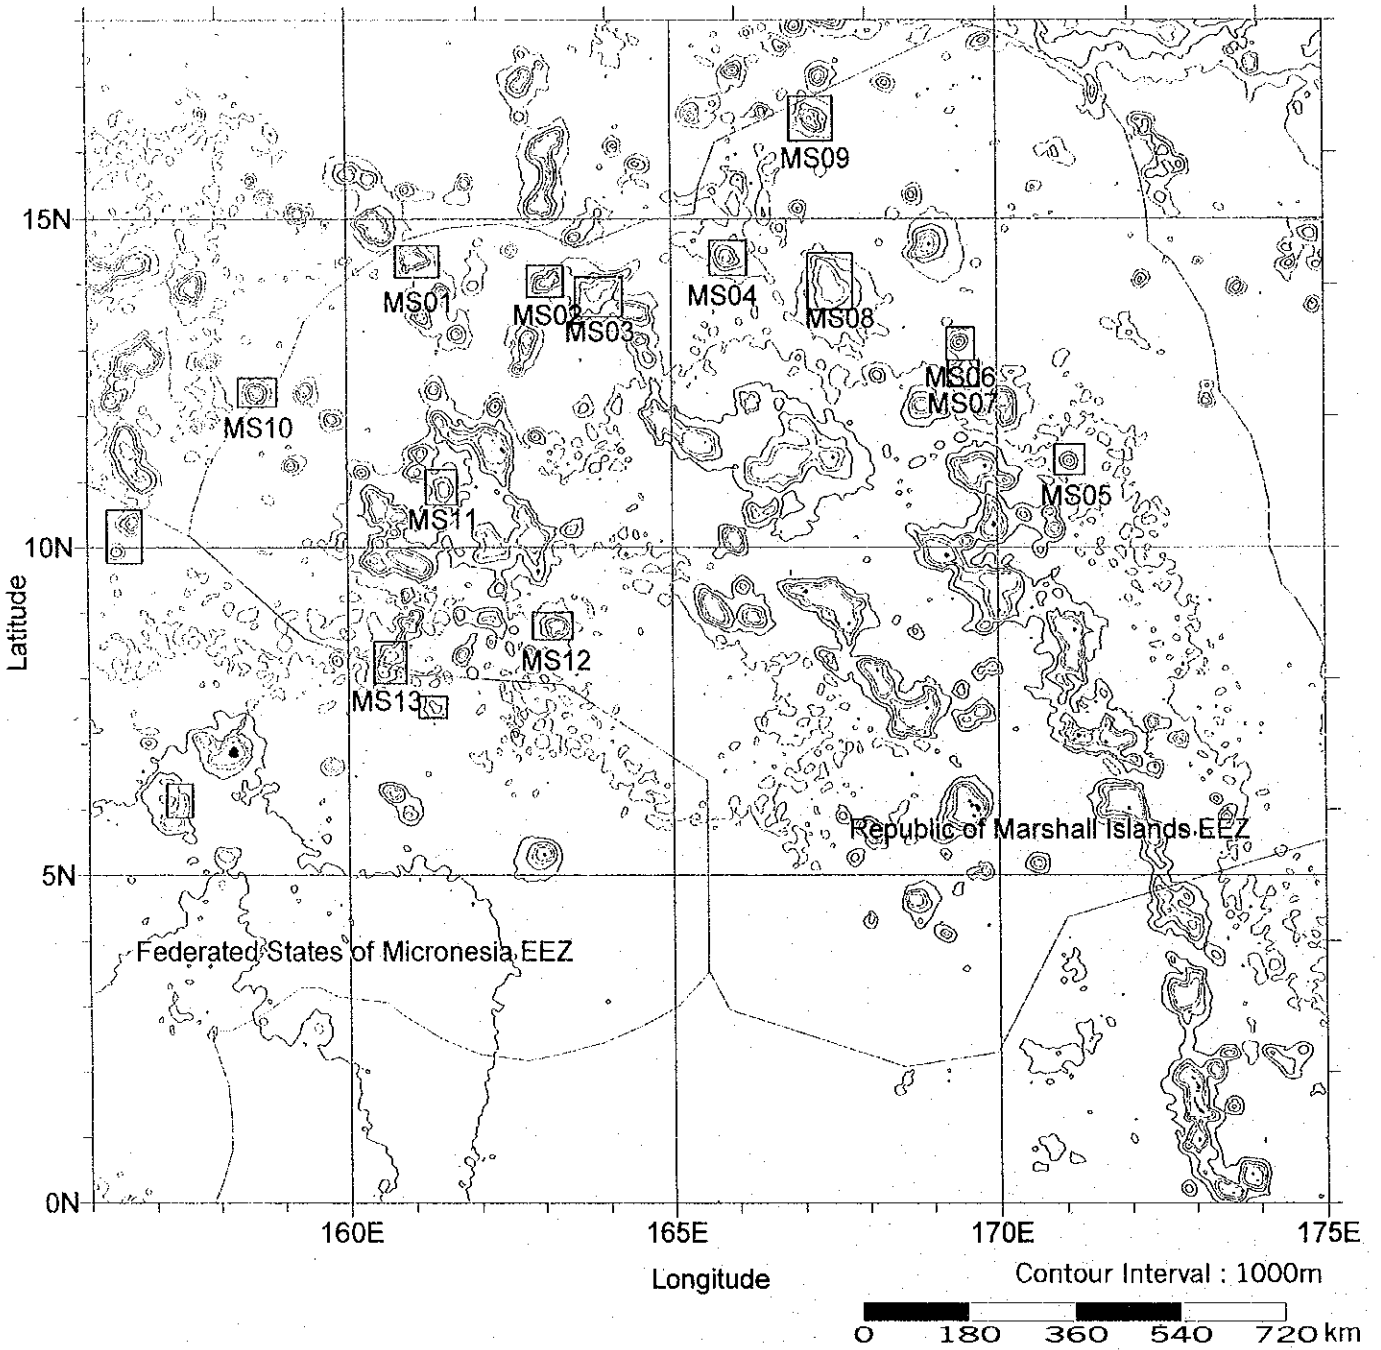 MS09
15N
MS01
MS02
MS03
MS04
MS08
MS06
MS07
MS10
MS05
MS11
10N
Latitude
MS12
MS13
Republic of Marshall Islands EEZ
5N
Federated States of Micronesia EEZ
0N
160E 165E 170E 175E
Longitude
Contour Interval : 1000m
0 180 360 540 720 km